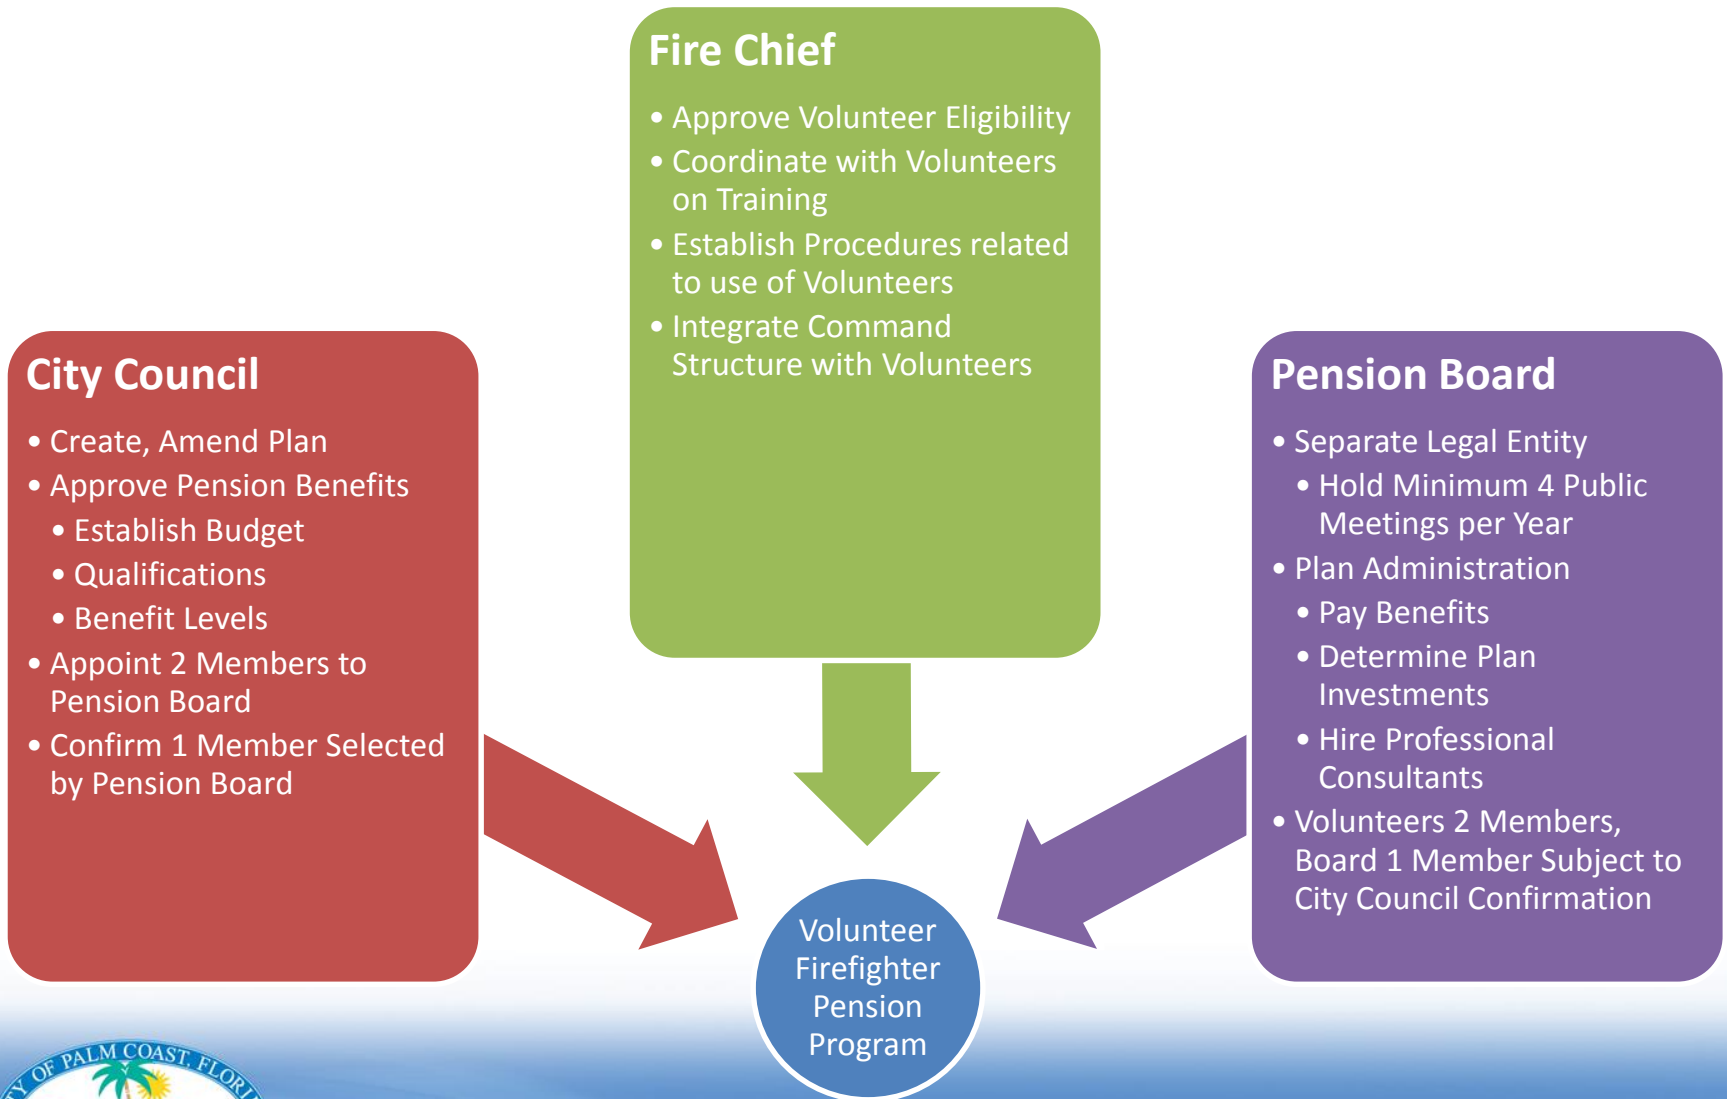 Fire Chief
• Approve Volunteer Eligibility
• Coordinate with Volunteers
on Training
• Establish Procedures related
to use of Volunteers
• Integrate Command
Structure with Volunteers
City Council
• Create, Amend Plan
• Approve Pension Benefits
• Establish Budget
• Qualifications
• Benefit Levels
• Appoint 2 Members to
Pension Board
• Confirm 1 Member Selected
by Pension Board
Pension Board
• Separate Legal Entity
• Hold Minimum 4 Public
Meetings per Year
• Plan Administration
• Pay Benefits
• Determine Plan
Investments
• Hire Professional
Consultants
• Volunteers 2 Members,
Board 1 Member Subject to
City Council Confirmation
Volunteer
Firefighter
Pension
Program
OF PALM COAST,